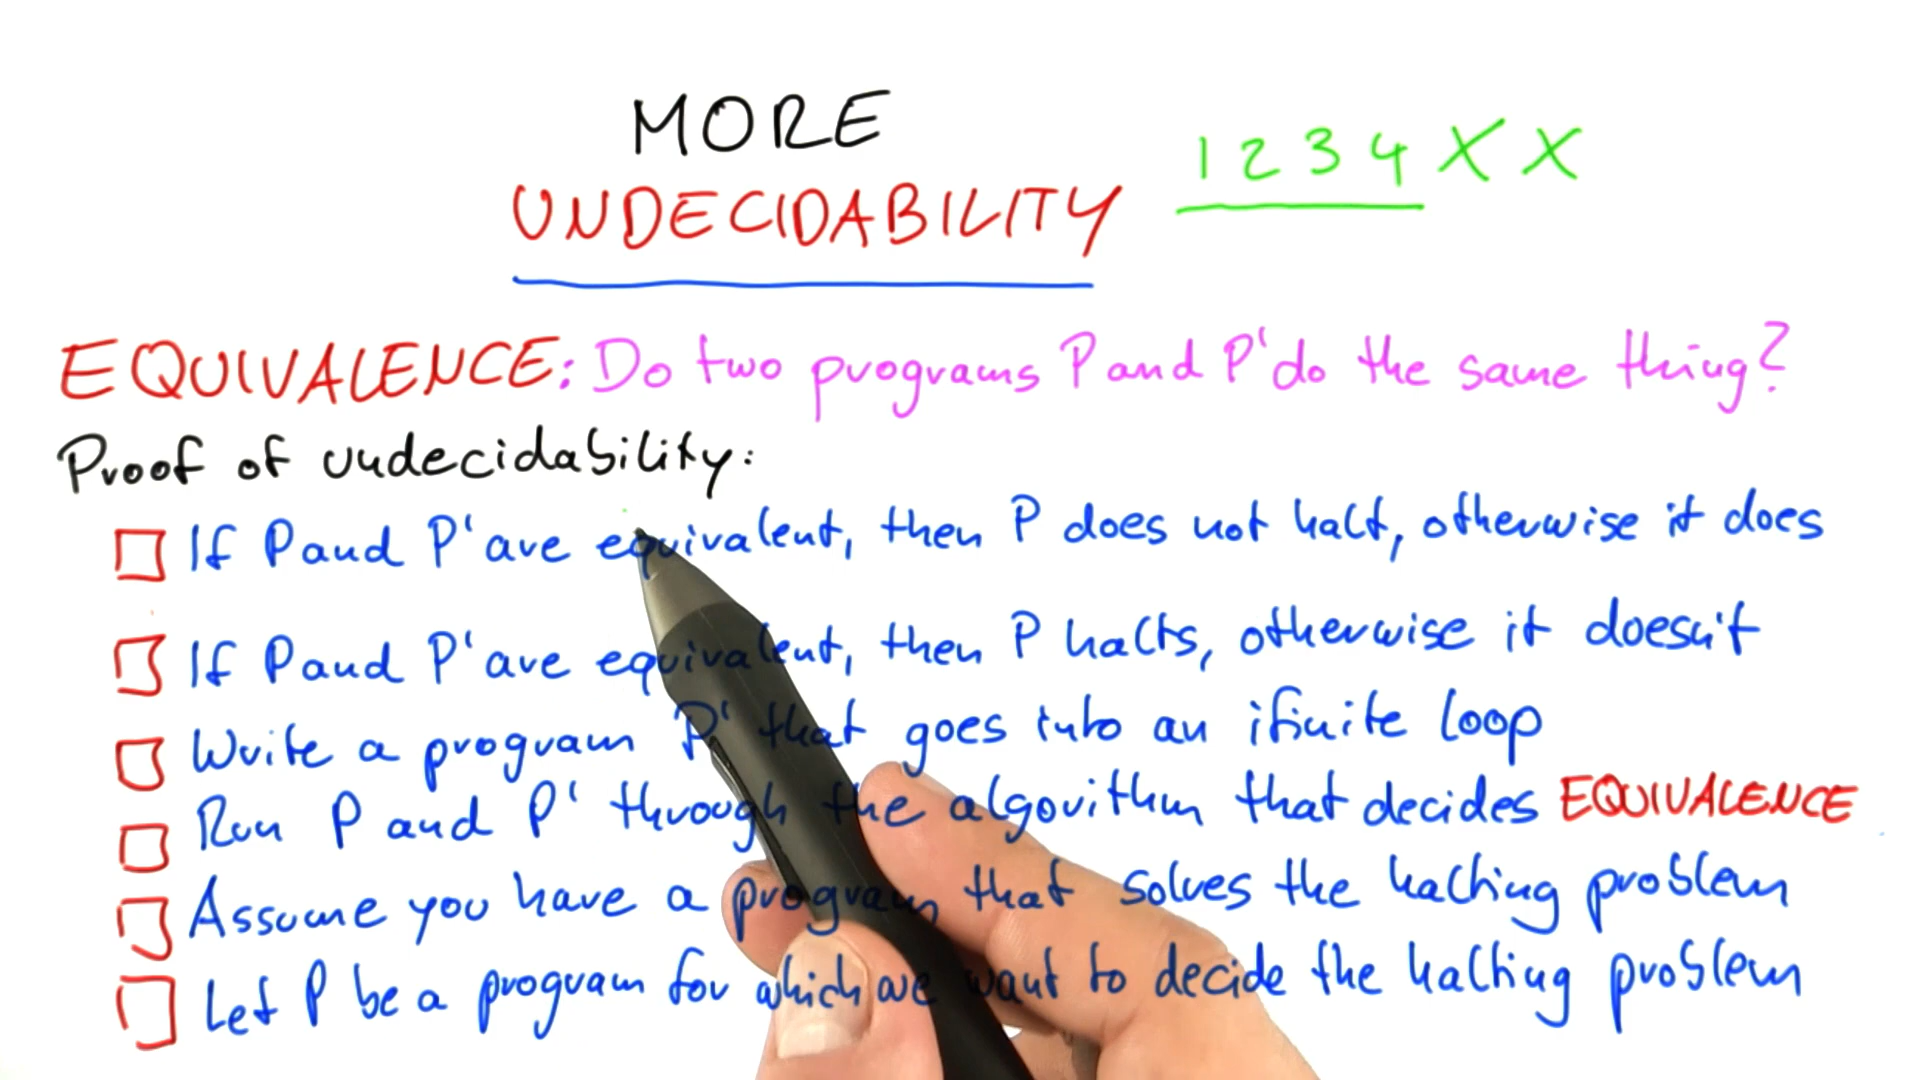 MORE
1 2 3 4 X X
UNDECIDABILITY
EQUIVALENCE: Do two programs P and P' do the same thing?
Proof of undecidability:
If P and P' are equivalent, then P does not halt, otherwise it does
If P and P' are equivalent, then P halts, otherwise it doesn't
Write a program P' that goes into an ifinite loop
Run P and P' through the algorithm that decides EQUIVALENCE
Assume you have a program that solves the halting problem
Let P be a program for which we want to decide the halting problem